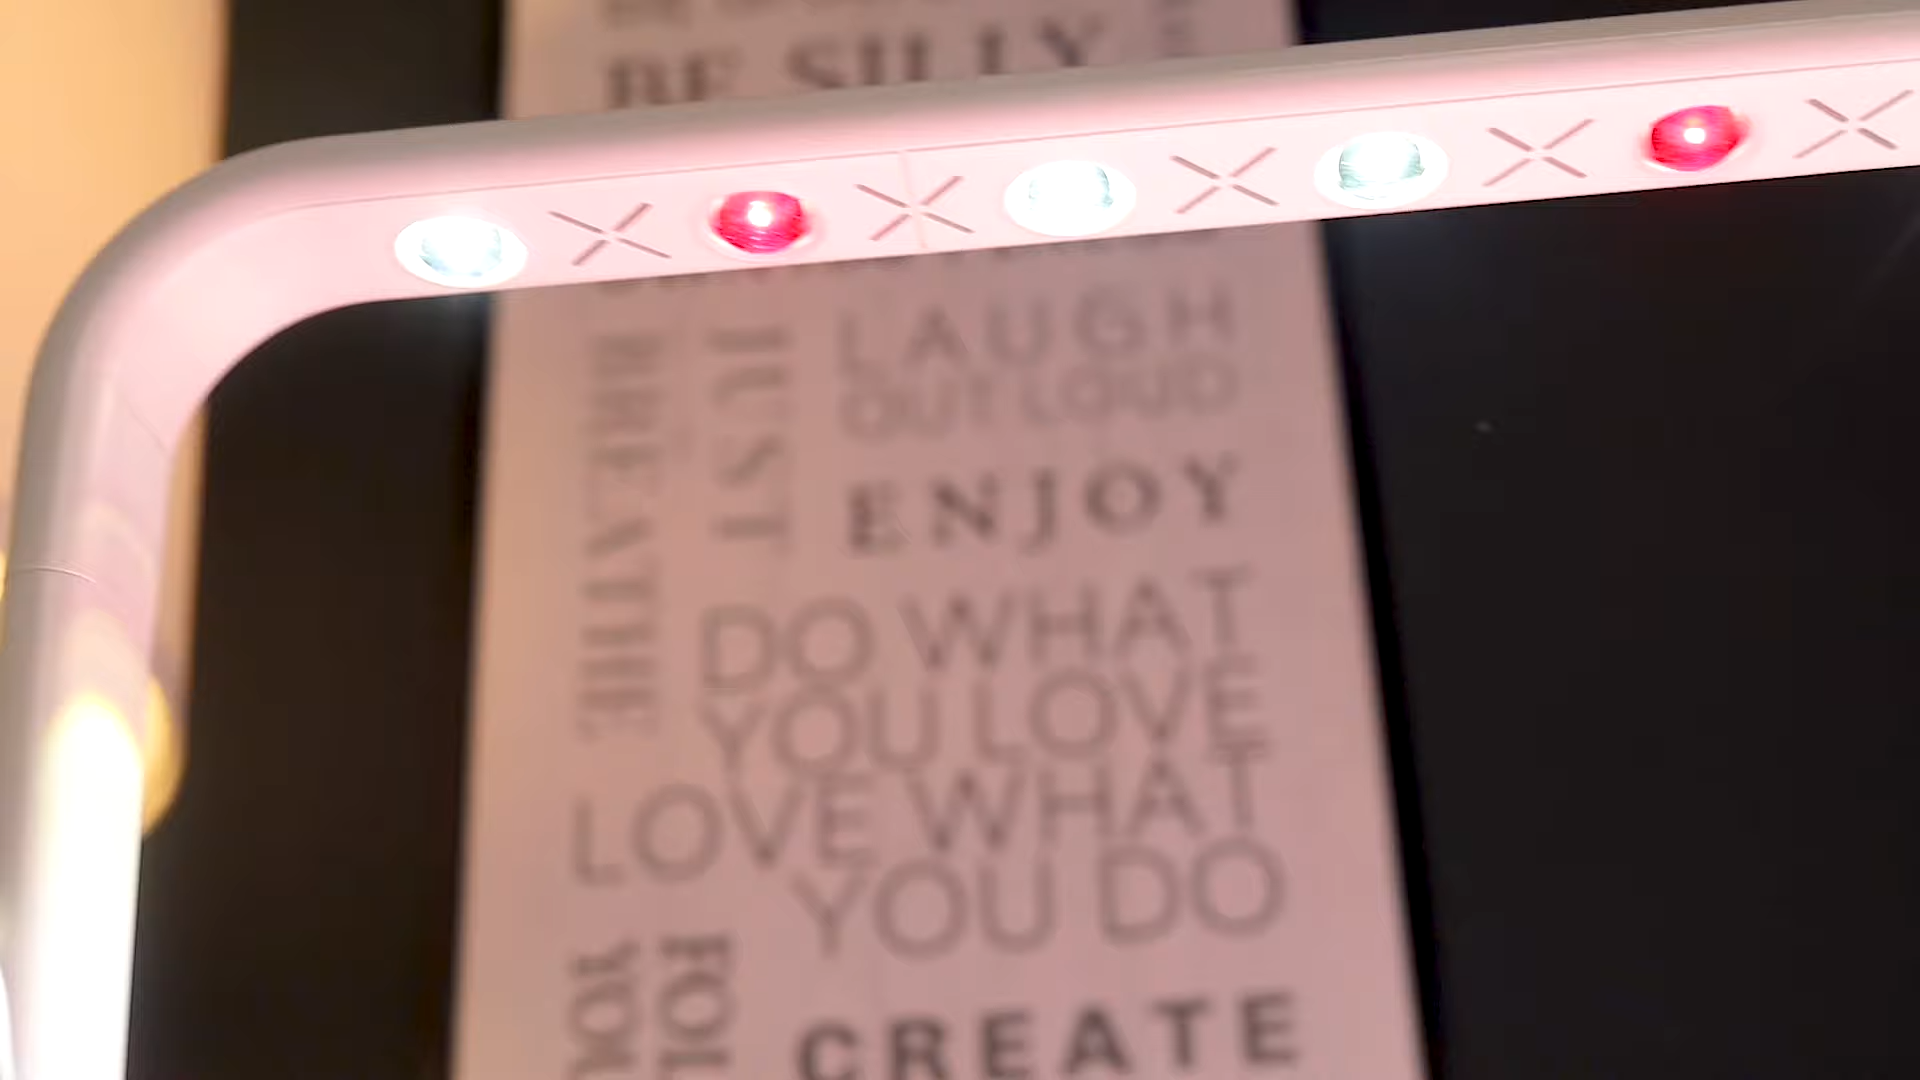 BE SILLY
BREATHE
JUST
LAUGH
OUT LOUD
ENJOY
DO WHAT
YOU LOVE
LOVE WHAT
YOU DO
CREATE